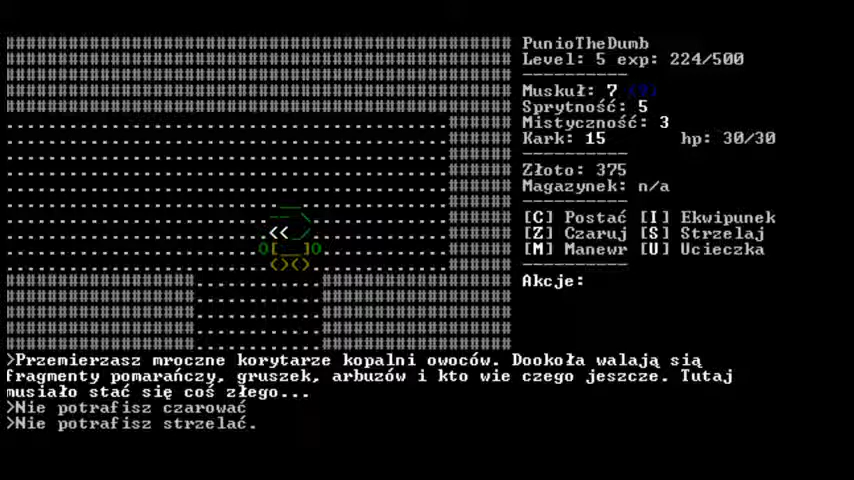 PunioTheDumb
Level: 5 exp: 224/500
----------
Muskuł: 7 (9)
Sprytność: 5
Mistyczność: 3
Kark: 15 hp: 30/30
----------
Złoto: 375
Magazynek: n/a
----------
[C] Postać [I] Ekwipunek
[Z] Czaruj [S] Strzelaj
[M] Manewr [U] Ucieczka
----------
Akcje:
>Przemierzasz mroczne korytarze kopalni owoców. Dookoła walają sią
fragmenty pomarańczy, gruszek, arbuzów i kto wie czego jeszcze. Tutaj
musiało stać się coś złego...
>Nie potrafisz czarować
>Nie potrafisz strzelać.